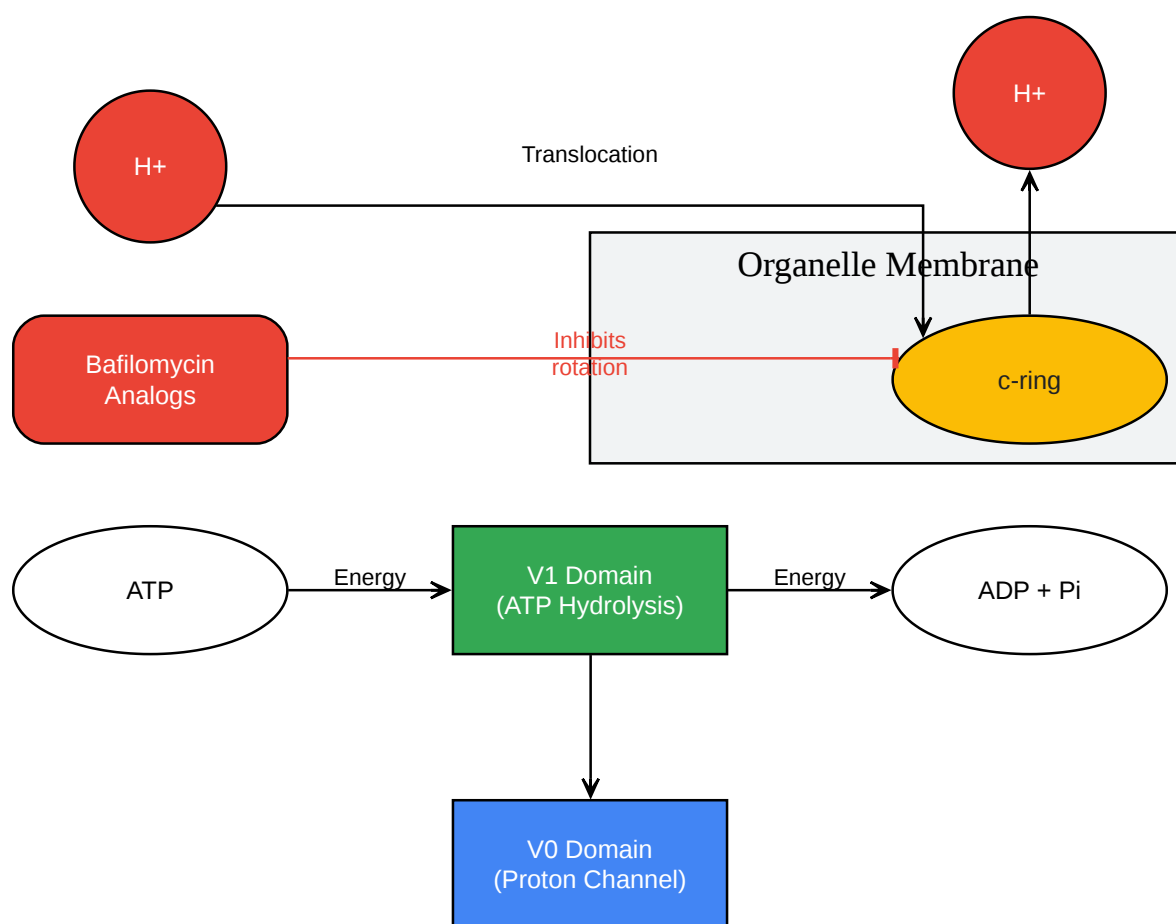 H+
H+
Translocation
Organelle Membrane
Bafilomycin
Analogs
Inhibits
rotation
c-ring
ATP
Energy
V1 Domain
(ATP Hydrolysis)
Energy
ADP + Pi
V0 Domain
(Proton Channel)